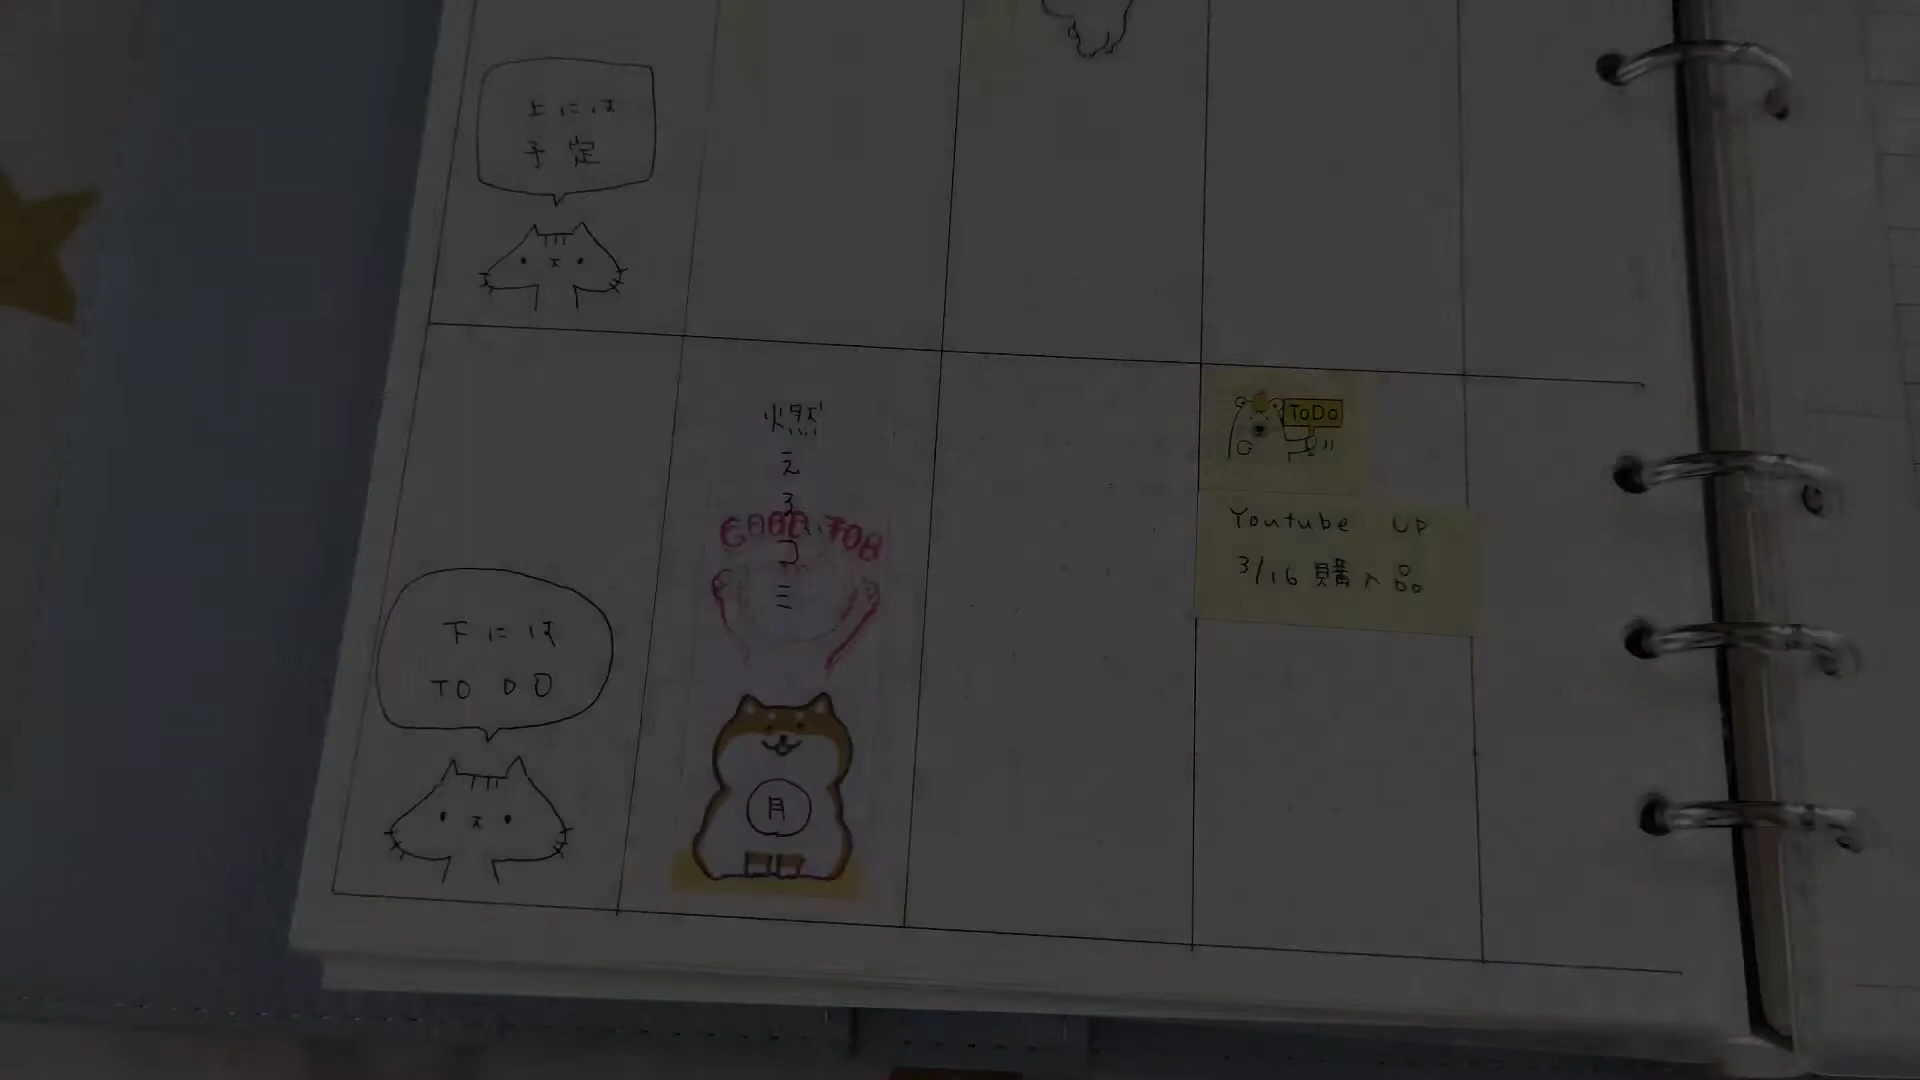 上には
予定
燃えるゴミ
GOOD JOB
月
下には
TO DO
ToDo
Youtube UP
3/16 購入品